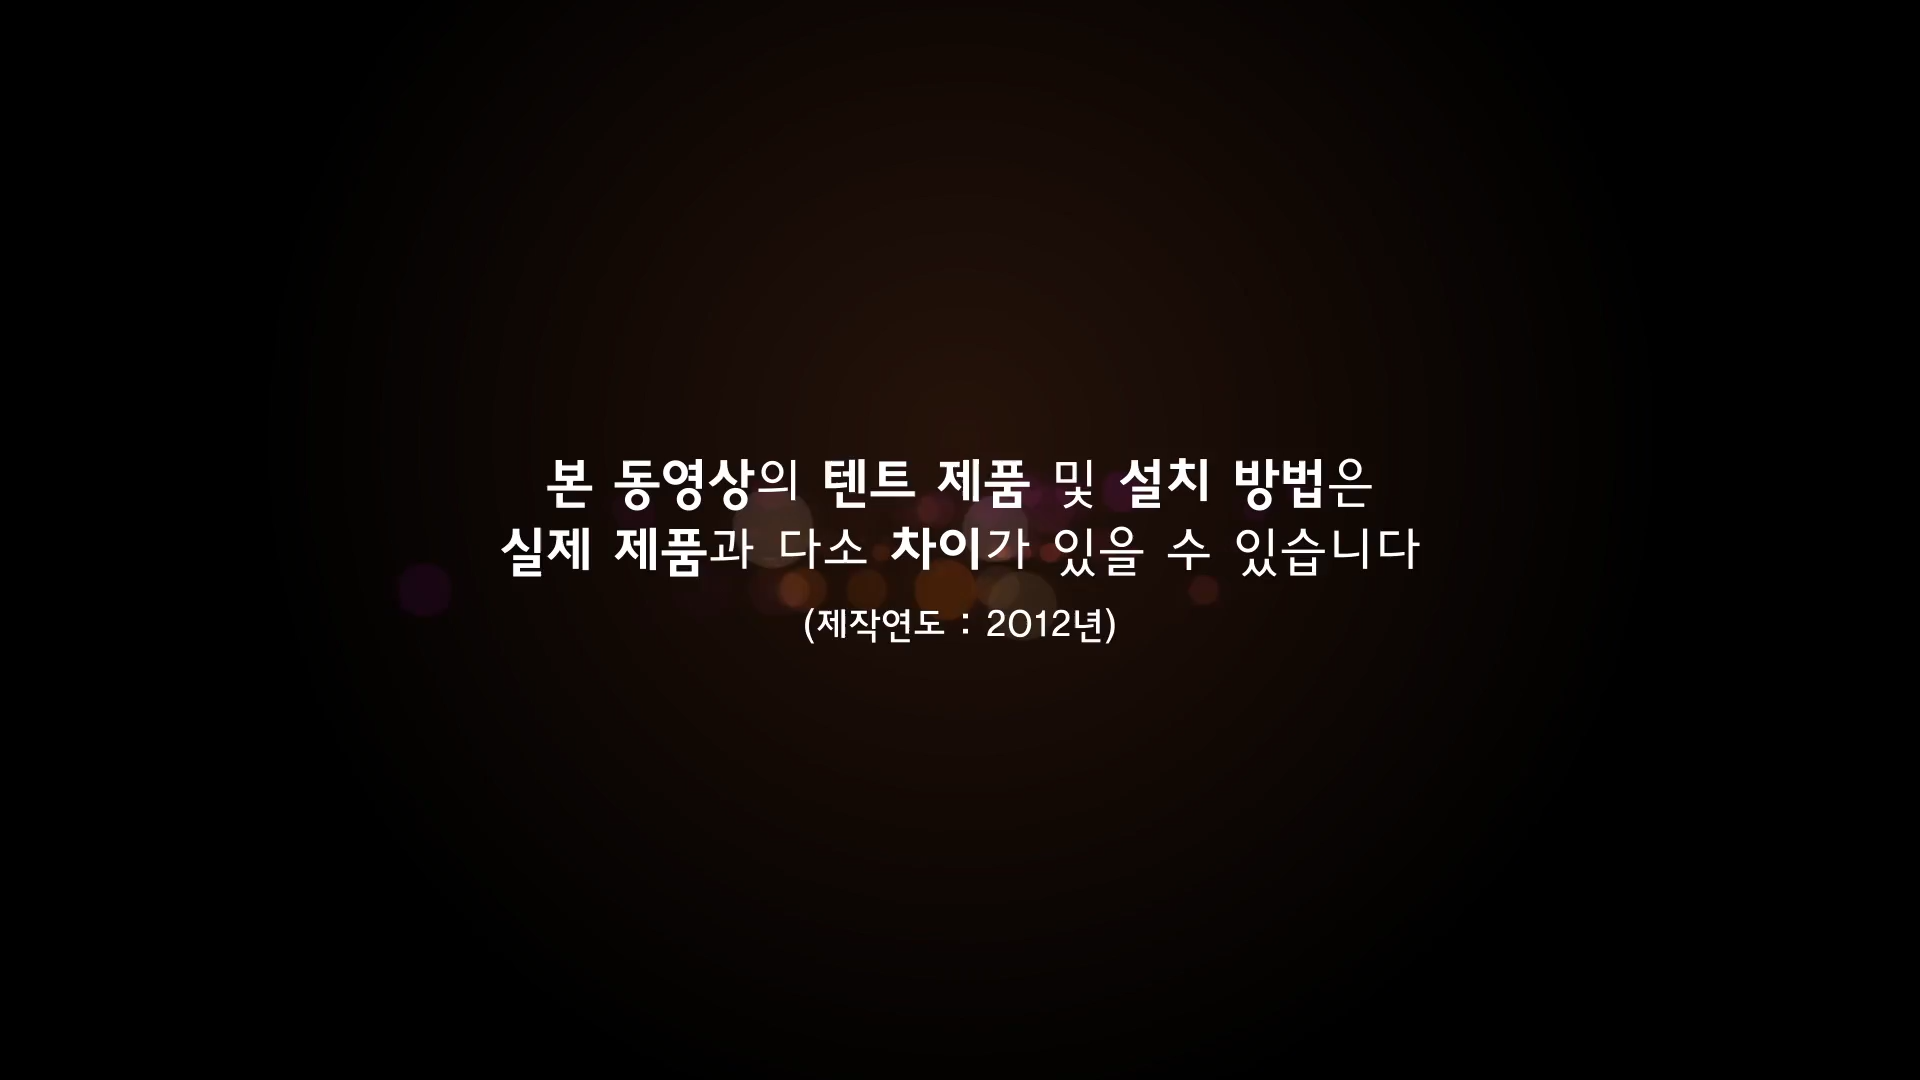 본 동영상의 텐트 제품 및 설치 방법은
실제 제품과 다소 차이가 있을 수 있습니다
(제작연도 : 2012년)